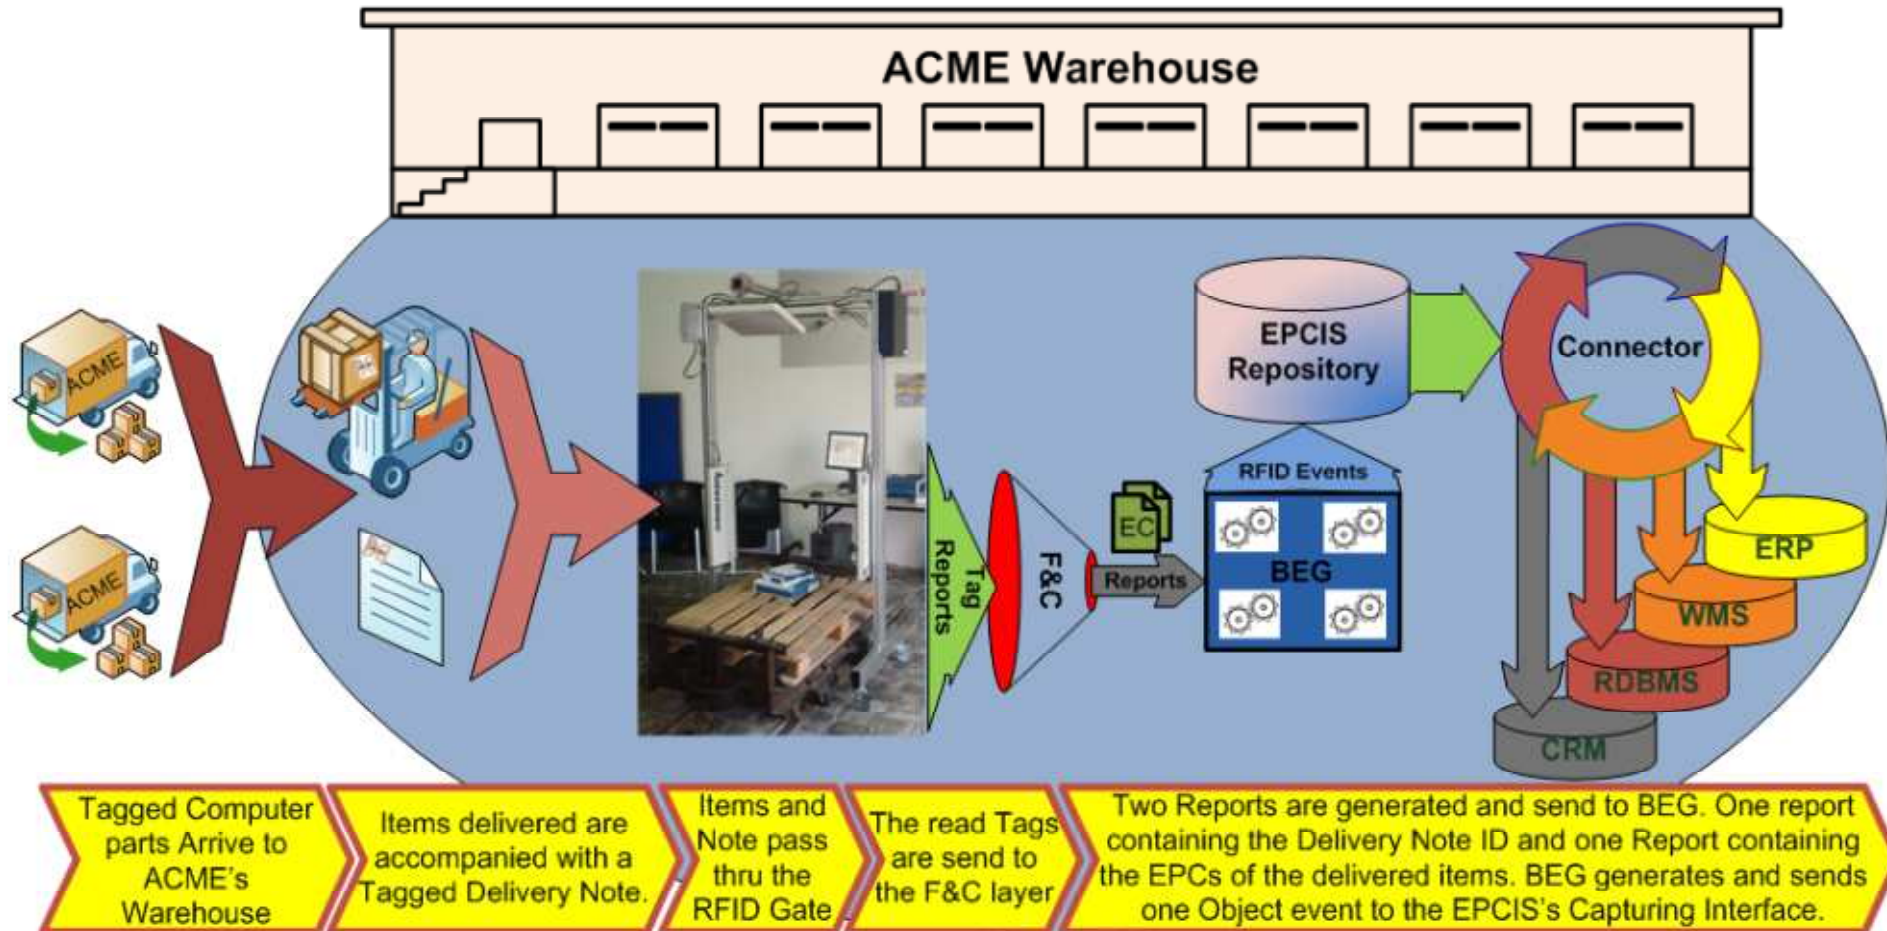 ACME Warehouse
ACME
ACME
Tag
Reports
F&C
EC
Reports
BEG
RFID Events
EPCIS
Repository
Connector
ERP
WMS
RDBMS
CRM
Tagged Computer
parts Arrive to
ACME's
Warehouse
Items delivered are
accompanied with a
Tagged Delivery Note.
Items and
Note pass
thru the
RFID Gate
The read Tags
are send to
the F&C layer
Two Reports are generated and send to BEG. One report
containing the Delivery Note ID and one Report containing
the EPCs of the delivered items. BEG generates and sends
one Object event to the EPCIS's Capturing Interface.